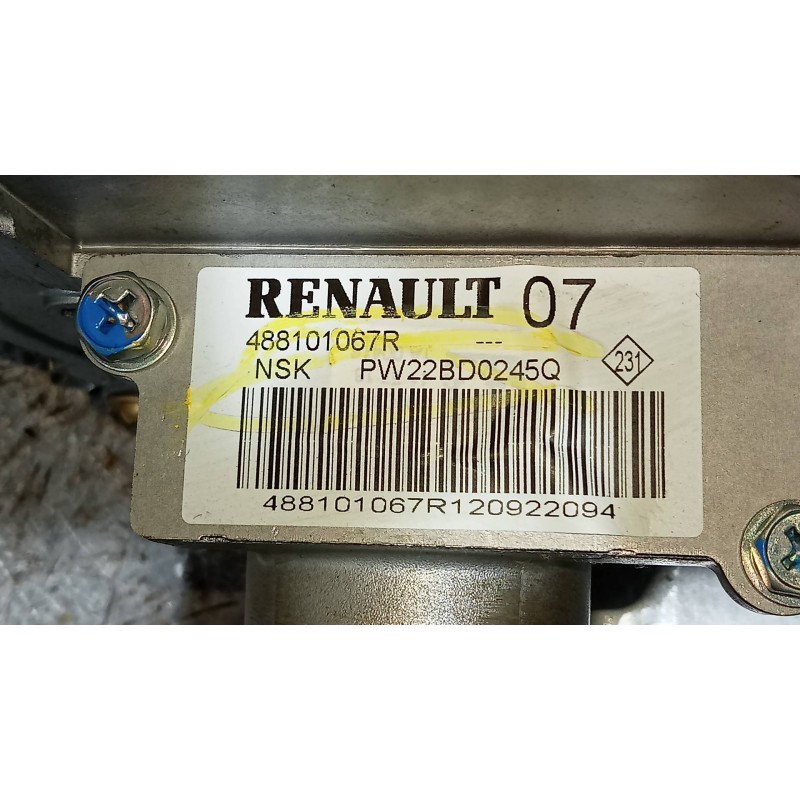 RENAULT 07
488101067R ---
NSK PW22BD0245Q
231
488101067R120922094